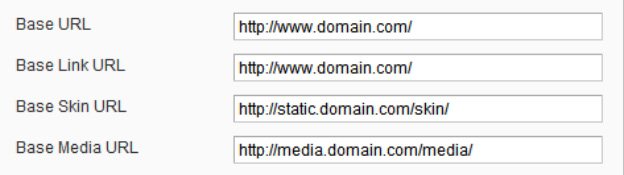 Base URL http://www.domain.com/
Base Link URL http://www.domain.com/
Base Skin URL http://static.domain.com/skin/
Base Media URL http://media.domain.com/media/